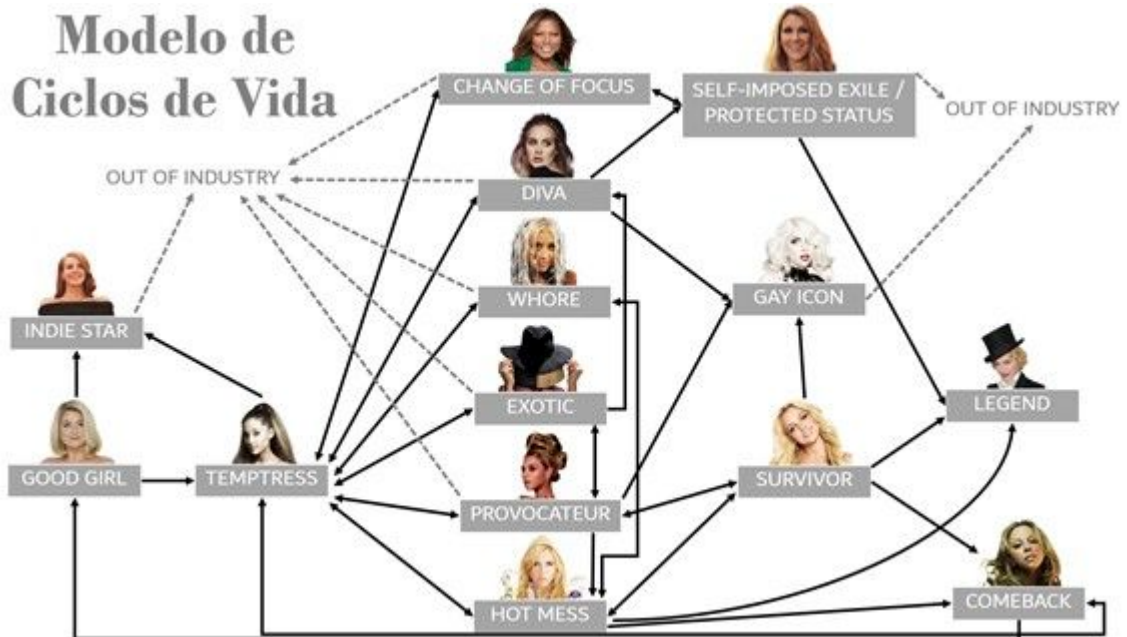 Modelo de
Ciclos de Vida
CHANGE OF FOCUS
SELF-IMPOSED EXILE /
PROTECTED STATUS
OUT OF INDUSTRY
OUT OF INDUSTRY
DIVA
WHORE
GAY ICON
INDIE STAR
EXOTIC
LEGEND
GOOD GIRL
TEMPTRESS
SURVIVOR
PROVOCATEUR
HOT MESS
COMEBACK